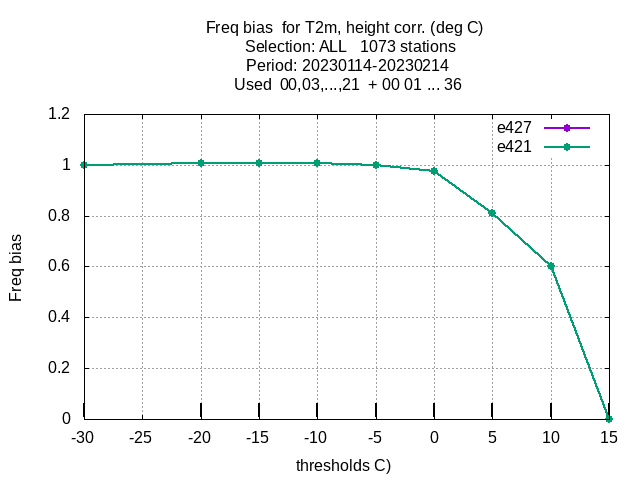 Freq bias  for T2m, height corr. (deg C)
Selection: ALL   1073 stations
Period: 20230114-20230214
Used  00,03,...,21  + 00 01 ... 36
e427
e421
1.2
1
0.8
0.6
0.4
0.2
0
Freq bias
-30 -25 -20 -15 -10 -5 0 5 10 15
thresholds C)